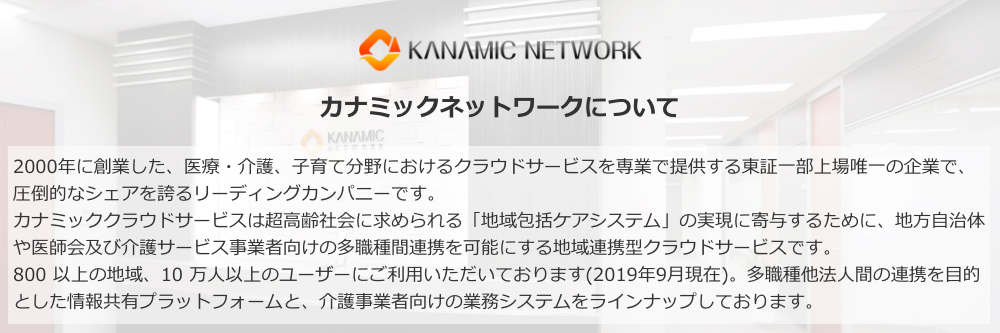 KANAMIC NETWORK
カナミックネットワークについて
KANAMIC
NETWORK
2000年に創業した、医療・介護、子育て分野におけるクラウドサービスを専業で提供する東証一部上場唯一の企業で、
圧倒的なシェアを誇るリーディングカンパニーです。
カナミッククラウドサービスは超高齢社会に求められる「地域包括ケアシステム」の実現に寄与するために、地方自治体
や医師会及び介護サービス事業者向けの多職種間連携を可能にする地域連携型クラウドサービスです。
800 以上の地域、10 万人以上のユーザーにご利用いただいております(2019年9月現在)。多職種他法人間の連携を目的
とした情報共有プラットフォームと、介護事業者向けの業務システムをラインナップしております。